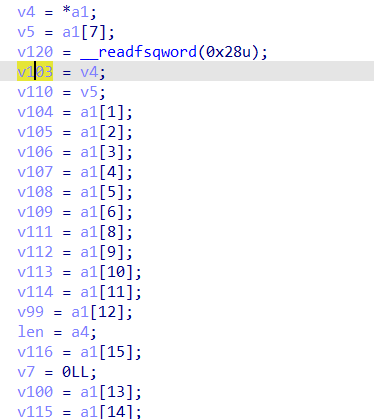 v4 = *a1;
v5 = a1[7];
v120 = __readfsqword(0x28u);
v103 = v4;
v110 = v5;
v104 = a1[1];
v105 = a1[2];
v106 = a1[3];
v107 = a1[4];
v108 = a1[5];
v109 = a1[6];
v111 = a1[8];
v112 = a1[9];
v113 = a1[10];
v114 = a1[11];
v99 = a1[12];
len = a4;
v116 = a1[15];
v7 = 0LL;
v100 = a1[13];
v115 = a1[14];